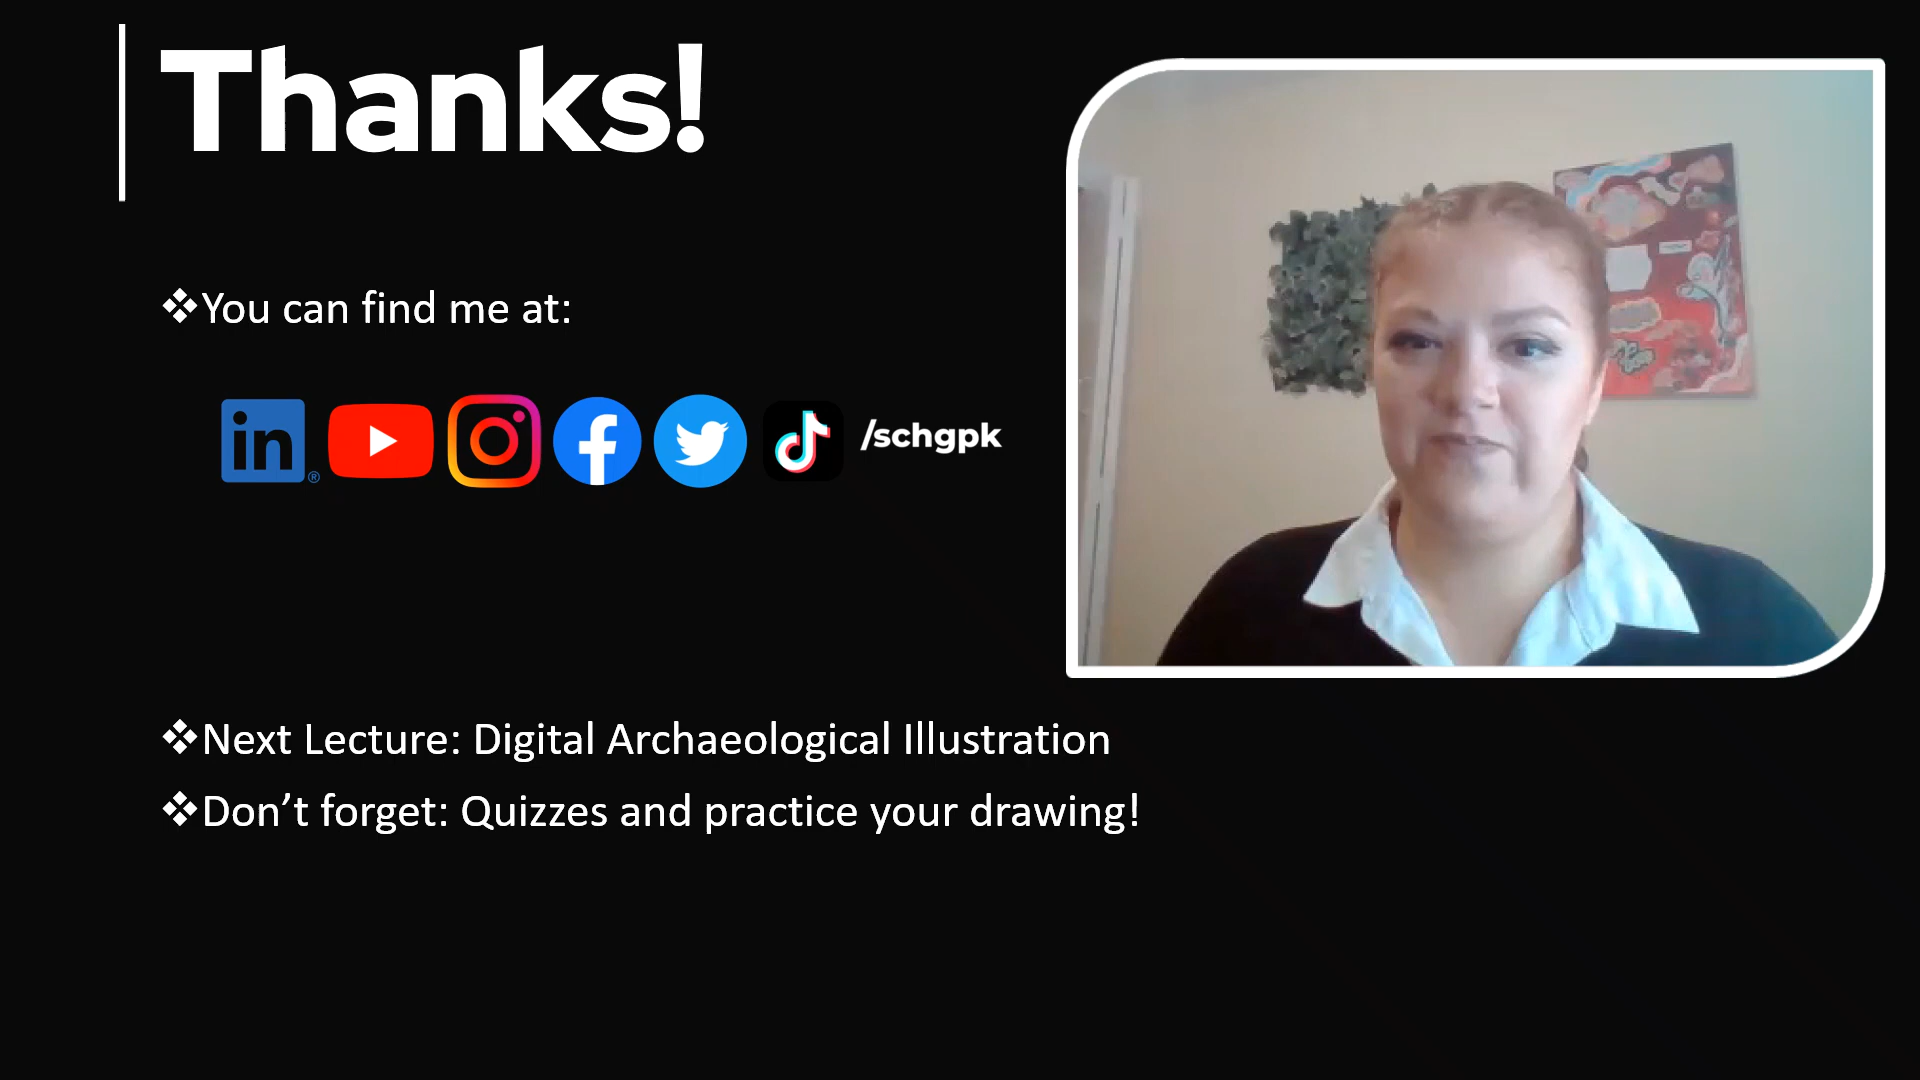 Thanks!
❖You can find me at:
in® /schgpk
❖Next Lecture: Digital Archaeological Illustration
❖Don’t forget: Quizzes and practice your drawing!